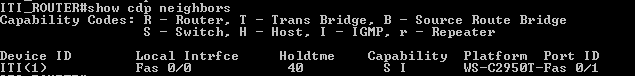 ITI_ROUTER#show cdp neighbors
Capability Codes: R - Router, T - Trans Bridge, B - Source Route Bridge
                  S - Switch, H - Host, I - IGMP, r - Repeater
Device ID        Local Intrfce     Holdtme    Capability  Platform  Port ID
ITI(1)           Fas 0/0            40          S I       WS-C2950T-Fas 0/1